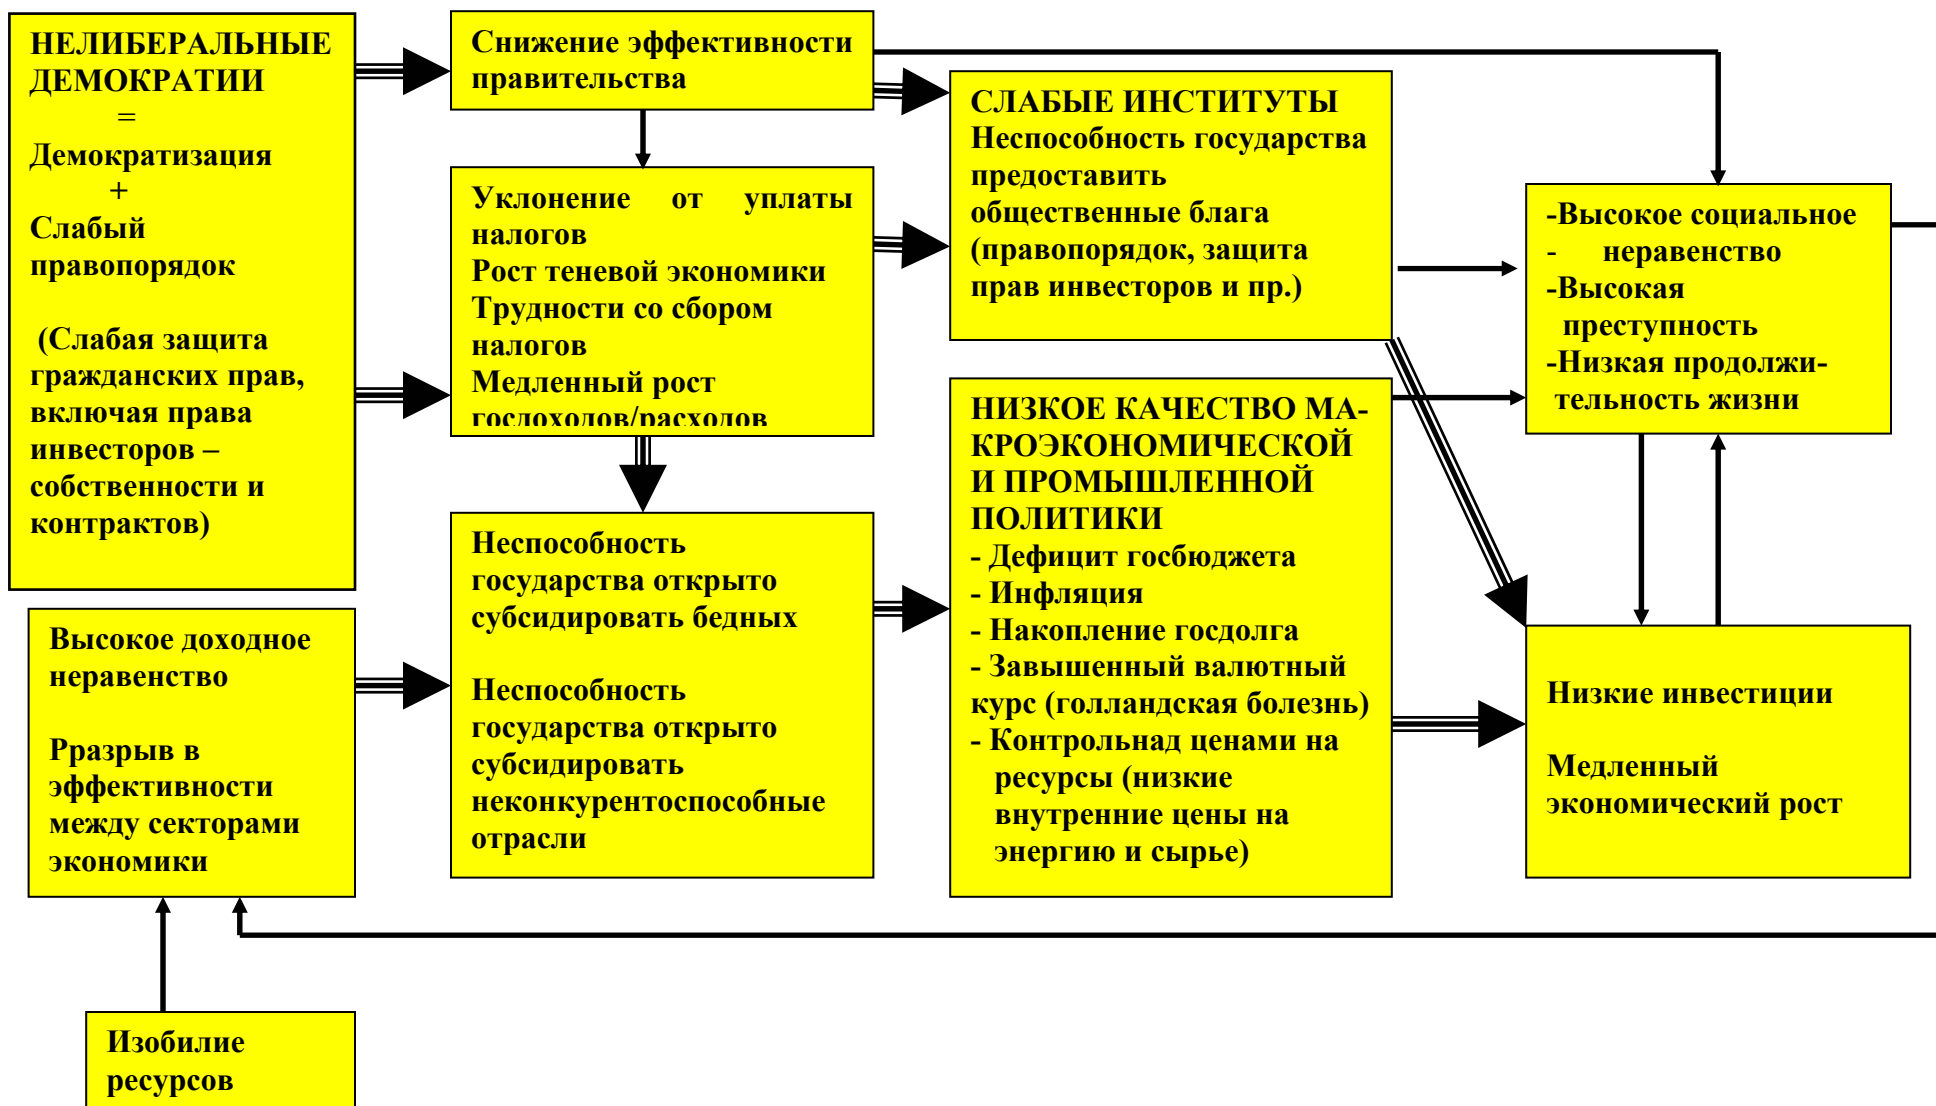 НЕЛИБЕРАЛЬНЫЕ
ДЕМОКРАТИИ
=
Демократизация
+
Слабый
правопорядок
(Слабая защита
гражданских прав,
включая права
инвесторов –
собственности и
контрактов)
Высокое доходное
неравенство
Рразрыв в
эффективности
между секторами
экономики
Изобилие
ресурсов
Снижение эффективности
правительства
Уклонение от уплаты
налогов
Рост теневой экономики
Трудности со сбором
налогов
Медленный рост
госдоходов/расходов
Неспособность
государства открыто
субсидировать бедных
Неспособность
государства открыто
субсидировать
неконкурентоспособные
отрасли
СЛАБЫЕ ИНСТИТУТЫ
Неспособность государства
предоставить
общественные блага
(правопорядок, защита
прав инвесторов и пр.)
НИЗКОЕ КАЧЕСТВО МА-
КРОЭКОНОМИЧЕСКОЙ
И ПРОМЫШЛЕННОЙ
ПОЛИТИКИ
- Дефицит госбюджета
- Инфляция
- Накопление госдолга
- Завышенный валютный
курс (голландская болезнь)
- Контрольнад ценами на
ресурсы (низкие
внутренние цены на
энергию и сырье)
-Высокое социальное
- неравенство
-Высокая
преступность
-Низкая продолжи-
тельность жизни
Низкие инвестиции
Медленный
экономический рост